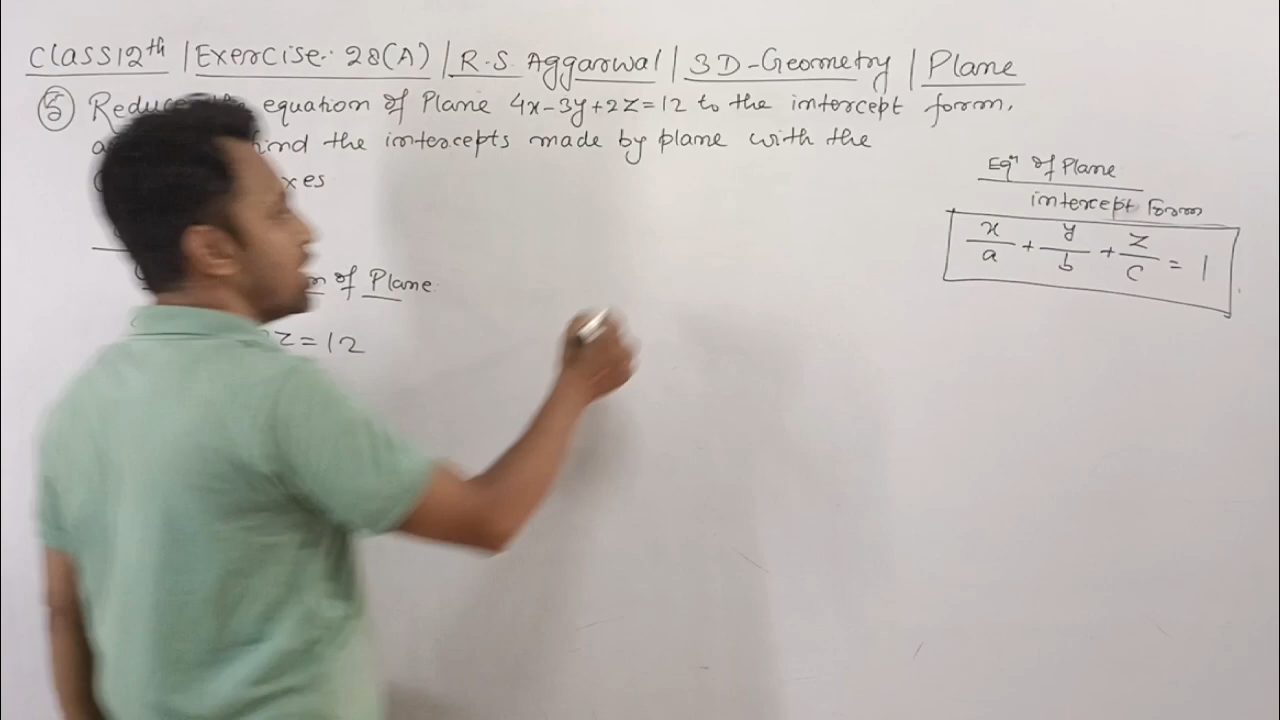 Class 12th | Exercise. 28(A) | R.S. Aggarwal | 3D-Geometry | Plane
5 Reduce the equation of Plane 4x-3y+2z=12 to the intercept form,
find the intercepts made by plane with the
xes
Eqn of Plane
intercept Form
x/a + y/b + z/c = 1
of Plane
z=12